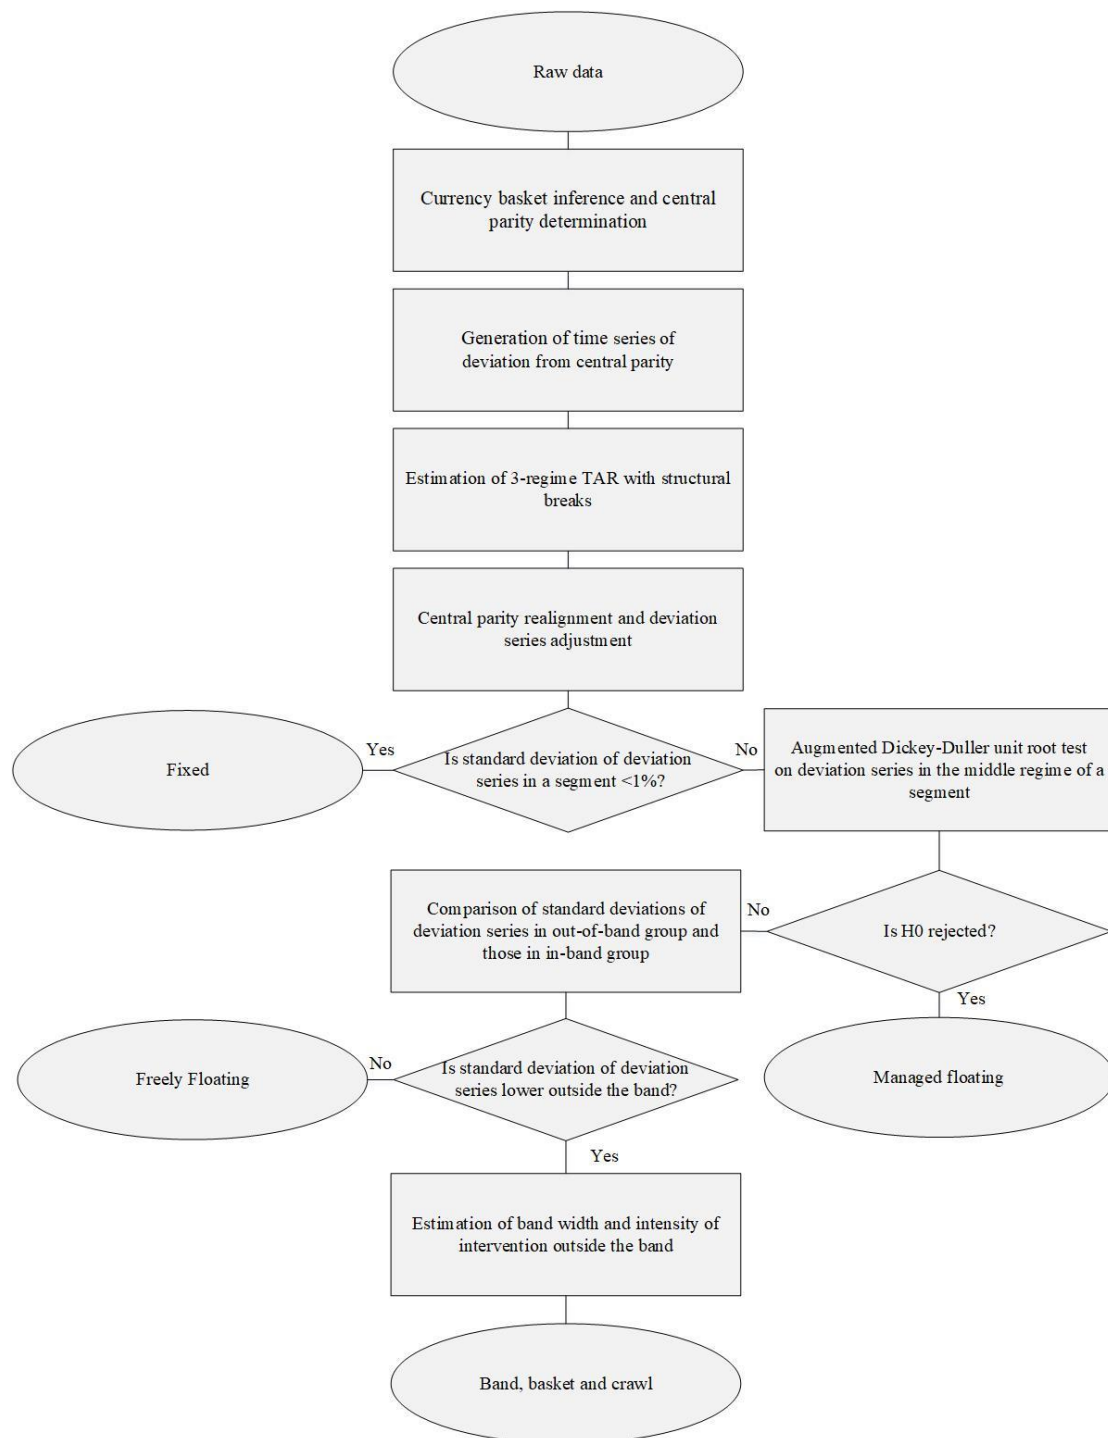 Raw data
Currency basket inference and central
parity determination
Generation of time series of
deviation from central parity
Estimation of 3-regime TAR with structural
breaks
Central parity realignment and deviation
series adjustment
Fixed
Yes
Is standard deviation of deviation
series in a segment <1%?
No
Augmented Dickey-Duller unit root test
on deviation series in the middle regime of a
segment
Comparison of standard deviations of
deviation series in out-of-band group and
those in in-band group
No
Is H0 rejected?
Yes
Freely Floating
No
Is standard deviation of deviation
series lower outside the band?
Managed floating
Yes
Estimation of band width and intensity of
intervention outside the band
Band, basket and crawl